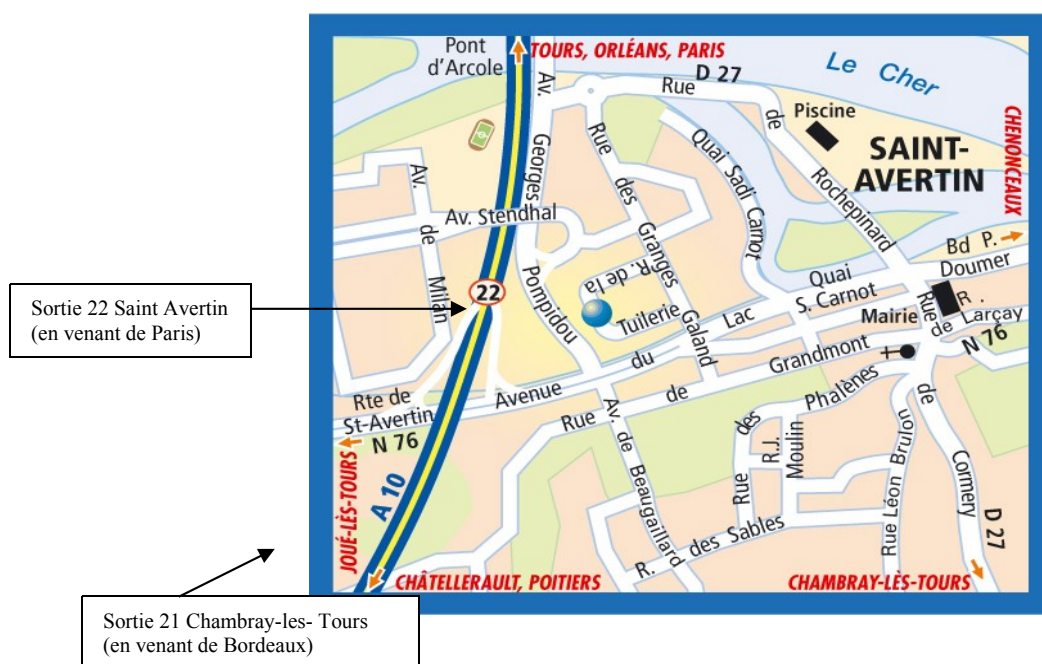 Pont
d'Arcole
TOURS, ORLÉANS, PARIS
D 27
Le Cher
Av. Georges Pompidou
Rue de Rochepinard
Piscine
SAINT-
AVERTIN
CHENONCEAUX
Rue des Granges Galand
Quai Sadi Carnot
Av. de Milan
Av. Stendhal
Bd P. Doumer
R. de la Tuilerie
Quai
S. Carnot
22
Sortie 22 Saint Avertin
(en venant de Paris)
Mairie
Rue de Cormery
R. de Larçay
N 76
Avenue du Lac
Rue de Grandmont
Rte de
St-Avertin
N 76
Av. de Beaugaillard
Rue des Phalènes
R.J.
Moulin
Rue Léon Brulou
A 10
JOUÉ-LÈS-TOURS
R. des Sables
D 27
CHÂTELLERAULT, POITIERS
CHAMBRAY-LÈS-TOURS
Sortie 21 Chambray-les- Tours
(en venant de Bordeaux)